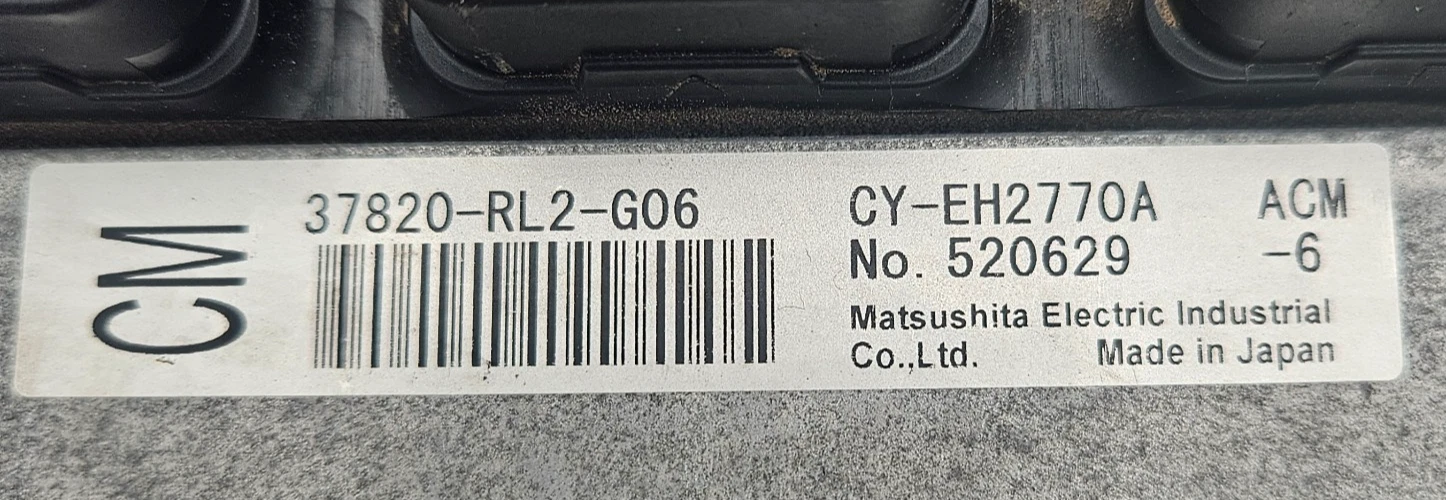 CM
37820-RL2-G06
CY-EH2770A ACM
No. 520629 -6
Matsushita Electric Industrial
Co.,Ltd. Made in Japan